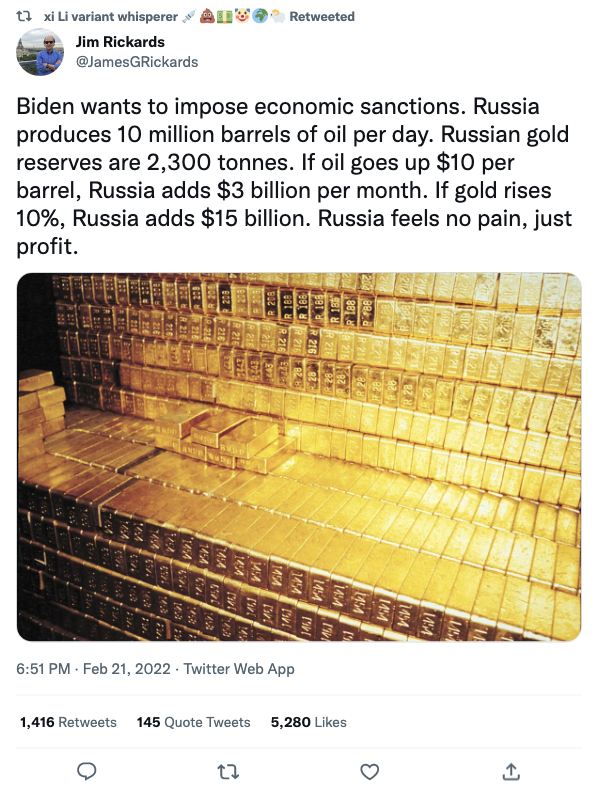 xi Li variant whisperer 💉 💩💵🤡🌍🐑 Retweeted
Jim Rickards
@JamesGRickards
Biden wants to impose economic sanctions. Russia
produces 10 million barrels of oil per day. Russian gold
reserves are 2,300 tonnes. If oil goes up $10 per
barrel, Russia adds $3 billion per month. If gold rises
10%, Russia adds $15 billion. Russia feels no pain, just
profit.
6:51 PM · Feb 21, 2022 · Twitter Web App
1,416 Retweets 145 Quote Tweets 5,280 Likes